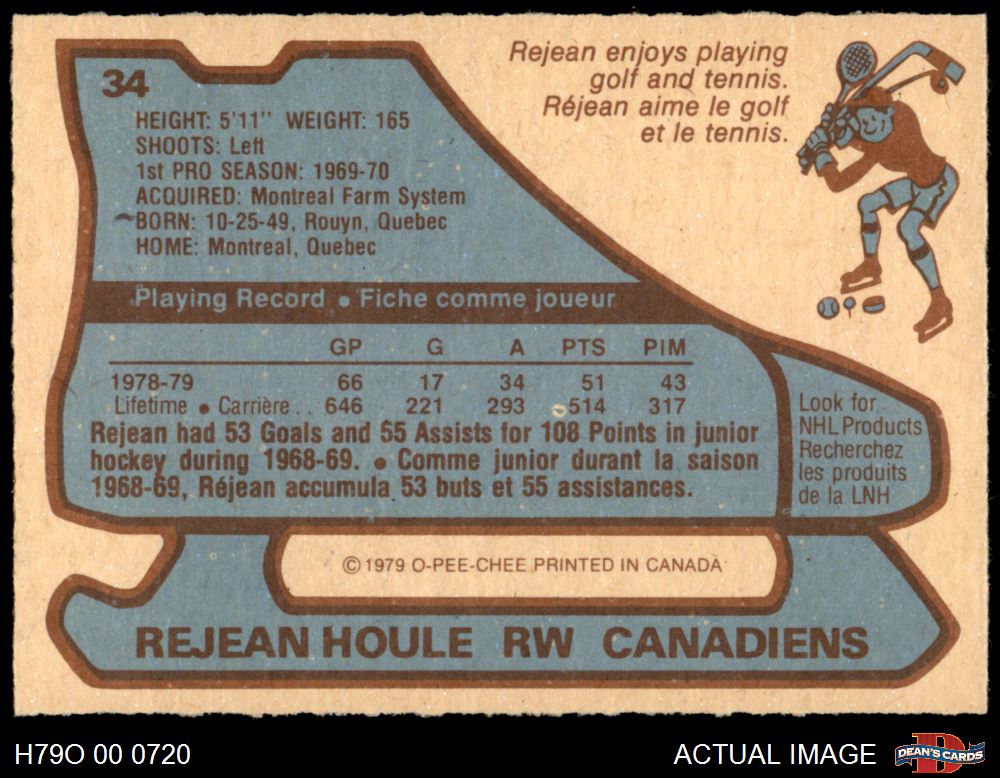 34
Rejean enjoys playing
golf and tennis.
Réjean aime le golf
et le tennis.
HEIGHT: 5'11" WEIGHT: 165
SHOOTS: Left
1st PRO SEASON: 1969-70
ACQUIRED: Montreal Farm System
BORN: 10-25-49, Rouyn, Quebec
HOME: Montreal, Quebec
Playing Record • Fiche comme joueur
GP G A PTS PIM
1978-79 66 17 34 51 43
Lifetime • Carrière . . 646 221 293 514 317
Rejean had 53 Goals and 55 Assists for 108 Points in junior
hockey during 1968-69. • Comme junior durant la saison
1968-69, Réjean accumula 53 buts et 55 assistances.
Look for
NHL Products
Recherchez
les produits
de la LNH
© 1979 O-PEE-CHEE PRINTED IN CANADA
REJEAN HOULE RW CANADIENS
H79O 00 0720
ACTUAL IMAGE
D
DEAN'S CARDS